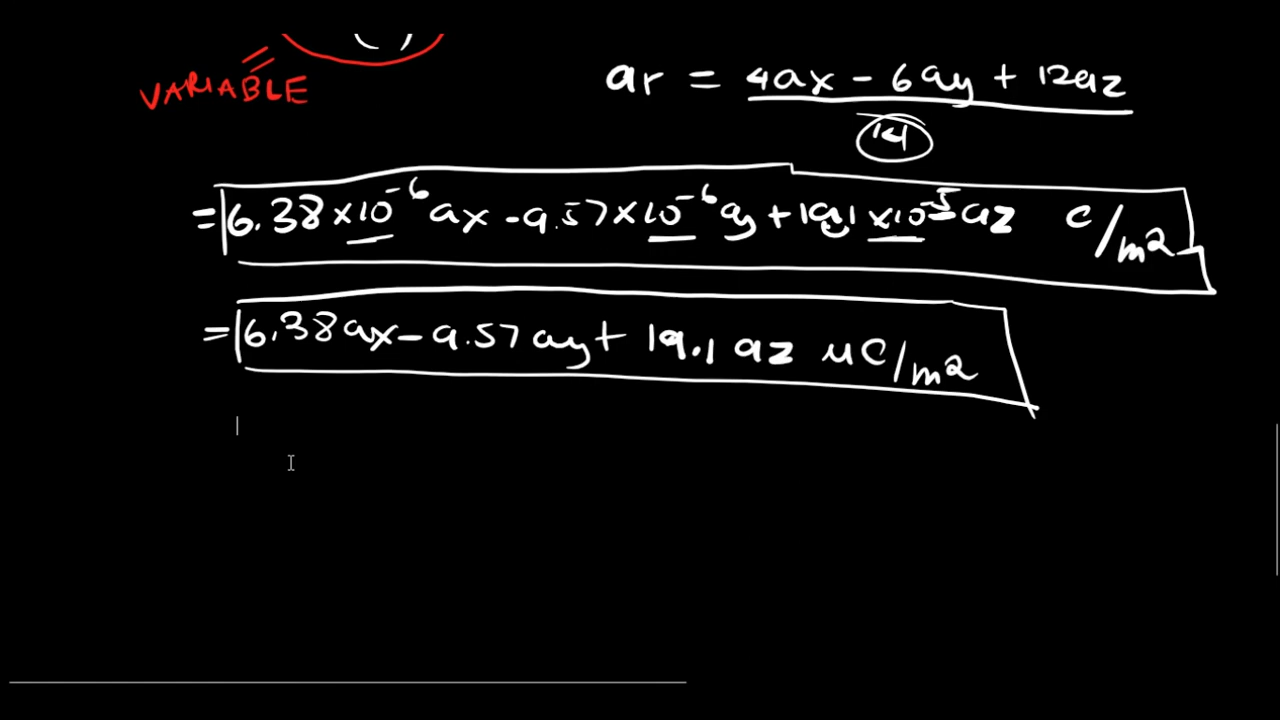 VARIABLE
ar = 4ax - 6ay + 12az
14
= 6.38 × 10^-6 ax - 9.57 × 10^-6 ay + 19.1 × 10^-5 az C/m2
= 6.38 ax - 9.57 ay + 19.1 az µC/m2